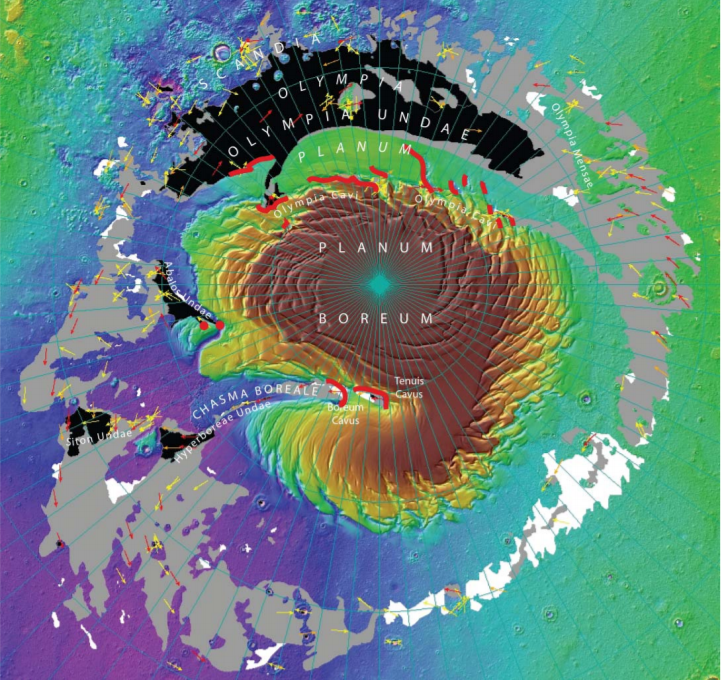 SCANDIA
OLYMPIA
OLYMPIA UNDAE
PLANUM
Olympia Mensae
Olympia Cavi
Olympia Cavi
PLANUM
BOREUM
Abalos Undae
Tenuis
Cavus
CHASMA BOREALE
Boreum
Cavus
Hyperboreae Undae
Siton Undae